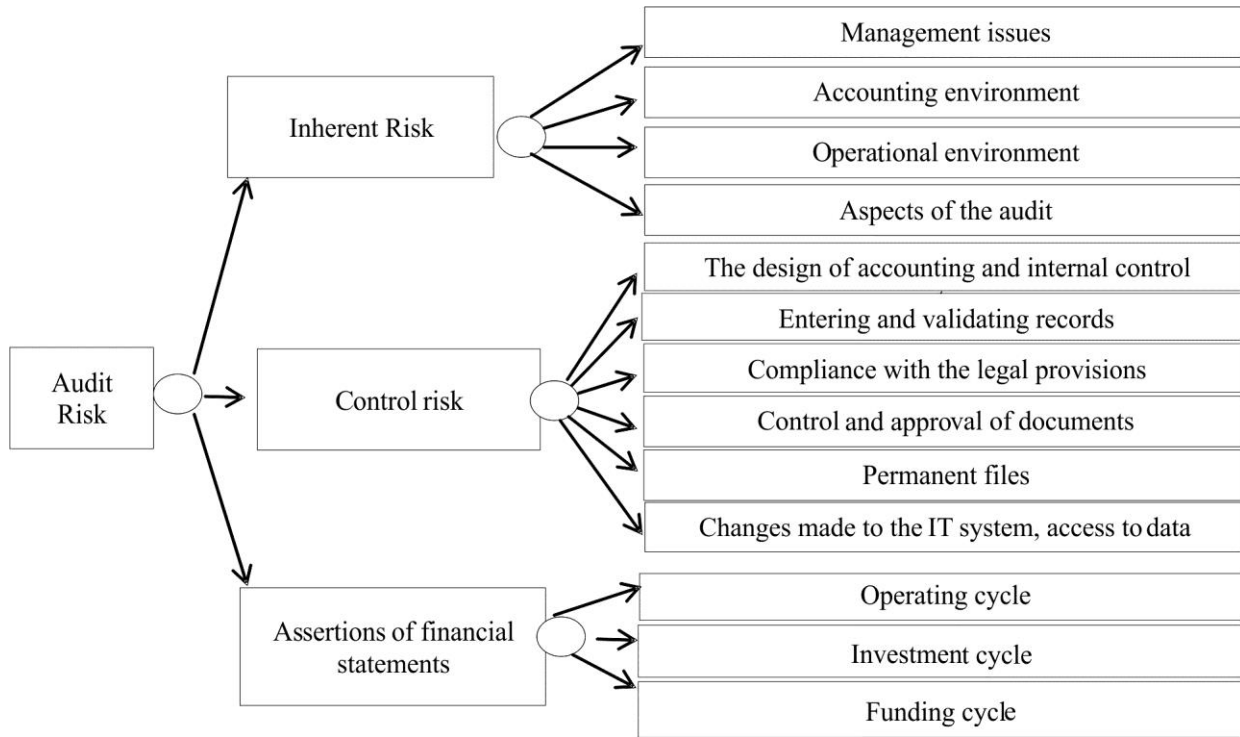 Management issues
Accounting environment
Inherent Risk
Operational environment
Aspects of the audit
The design of accounting and internal control
Entering and validating records
Compliance with the legal provisions
Audit
Risk
Control risk
Control and approval of documents
Permanent files
Changes made to the IT system, access to data
Operating cycle
Assertions of financial
statements
Investment cycle
Funding cycle